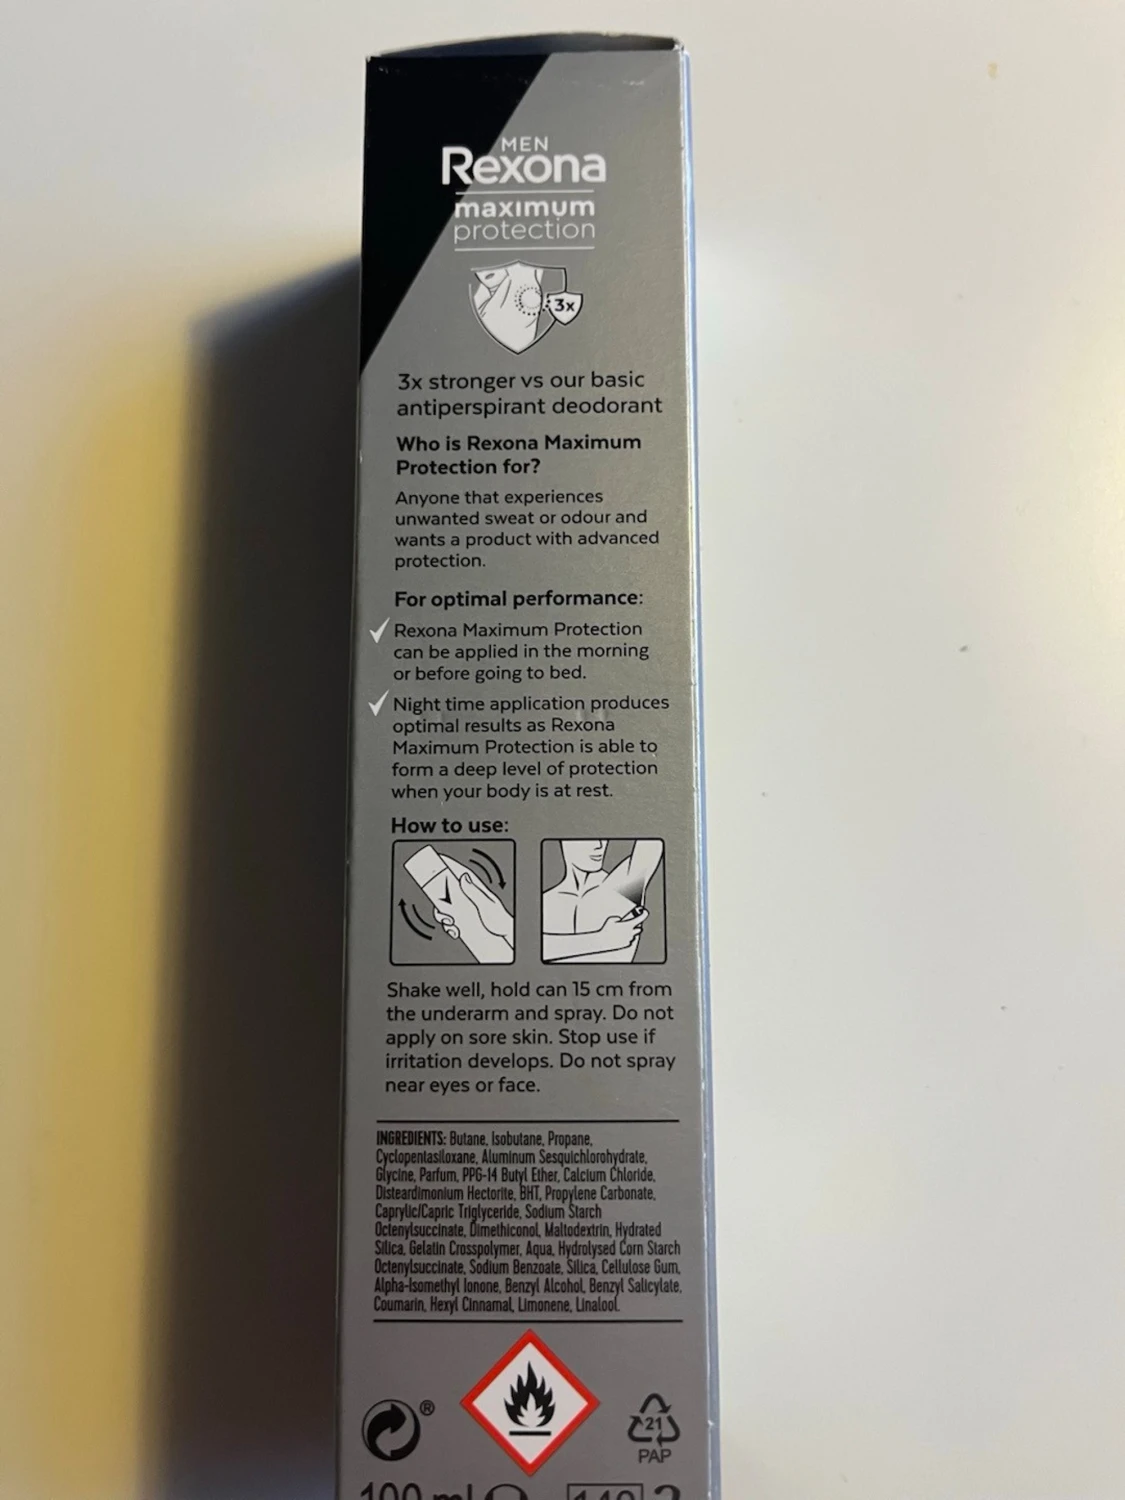 MEN
Rexona
maximum
protection
3x
3x stronger vs our basic
antiperspirant deodorant
Who is Rexona Maximum
Protection for?
Anyone that experiences
unwanted sweat or odour and
wants a product with advanced
protection.
For optimal performance:
Rexona Maximum Protection
can be applied in the morning
or before going to bed.
Night time application produces
optimal results as Rexona
Maximum Protection is able to
form a deep level of protection
when your body is at rest.
How to use:
Shake well, hold can 15 cm from
the underarm and spray. Do not
apply on sore skin. Stop use if
irritation develops. Do not spray
near eyes or face.
INGREDIENTS: Butane, Isobutane, Propane,
Cyclopentasiloxane, Aluminum Sesquichlorohydrate,
Glycine, Parfum, PPG-14 Butyl Ether, Calcium Chloride,
Disteardimonium Hectorite, BHT, Propylene Carbonate,
Caprylic/Capric Triglyceride, Sodium Starch
Octenylsuccinate, Dimethiconol, Maltodextrin, Hydrated
Silica, Gelatin Crosspolymer, Aqua, Hydrolysed Corn Starch
Octenylsuccinate, Sodium Benzoate, Silica, Cellulose Gum,
Alpha-Isomethyl Ionone, Benzyl Alcohol, Benzyl Salicylate,
Coumarin, Hexyl Cinnamal, Limonene, Linalool.
®
21
PAP
100 ml